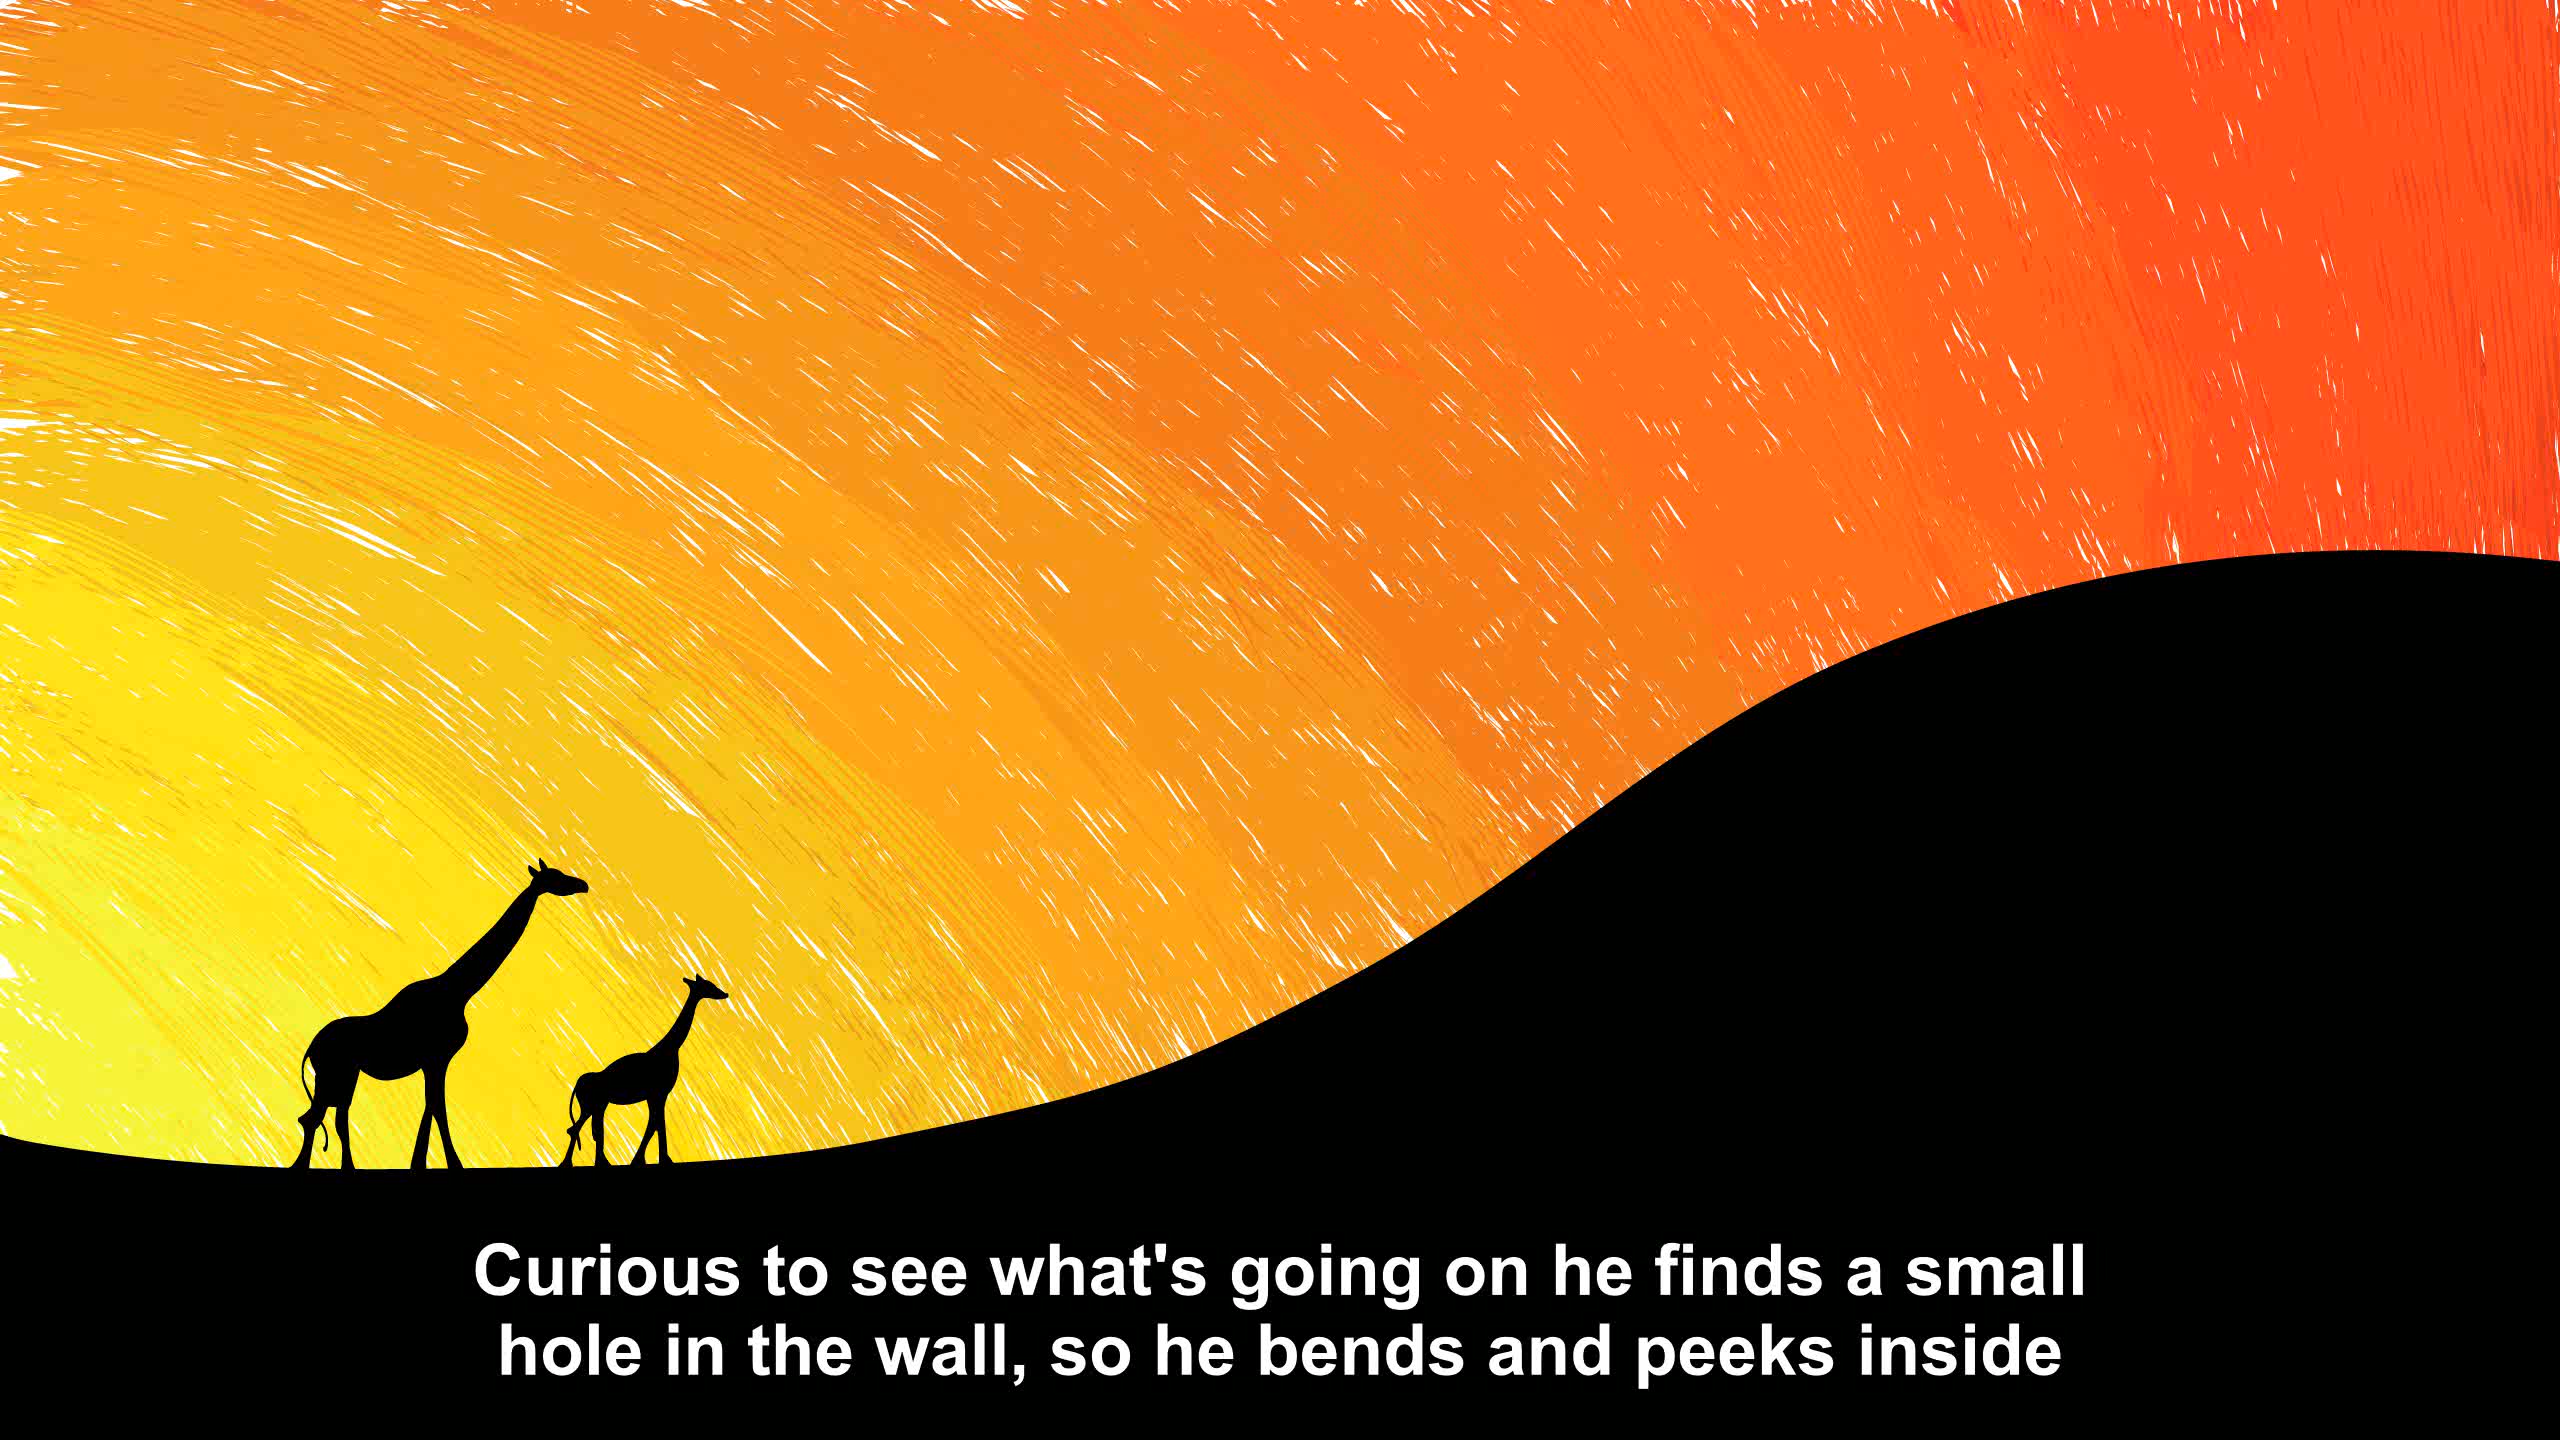 Curious to see what's going on he finds a small
hole in the wall, so he bends and peeks inside